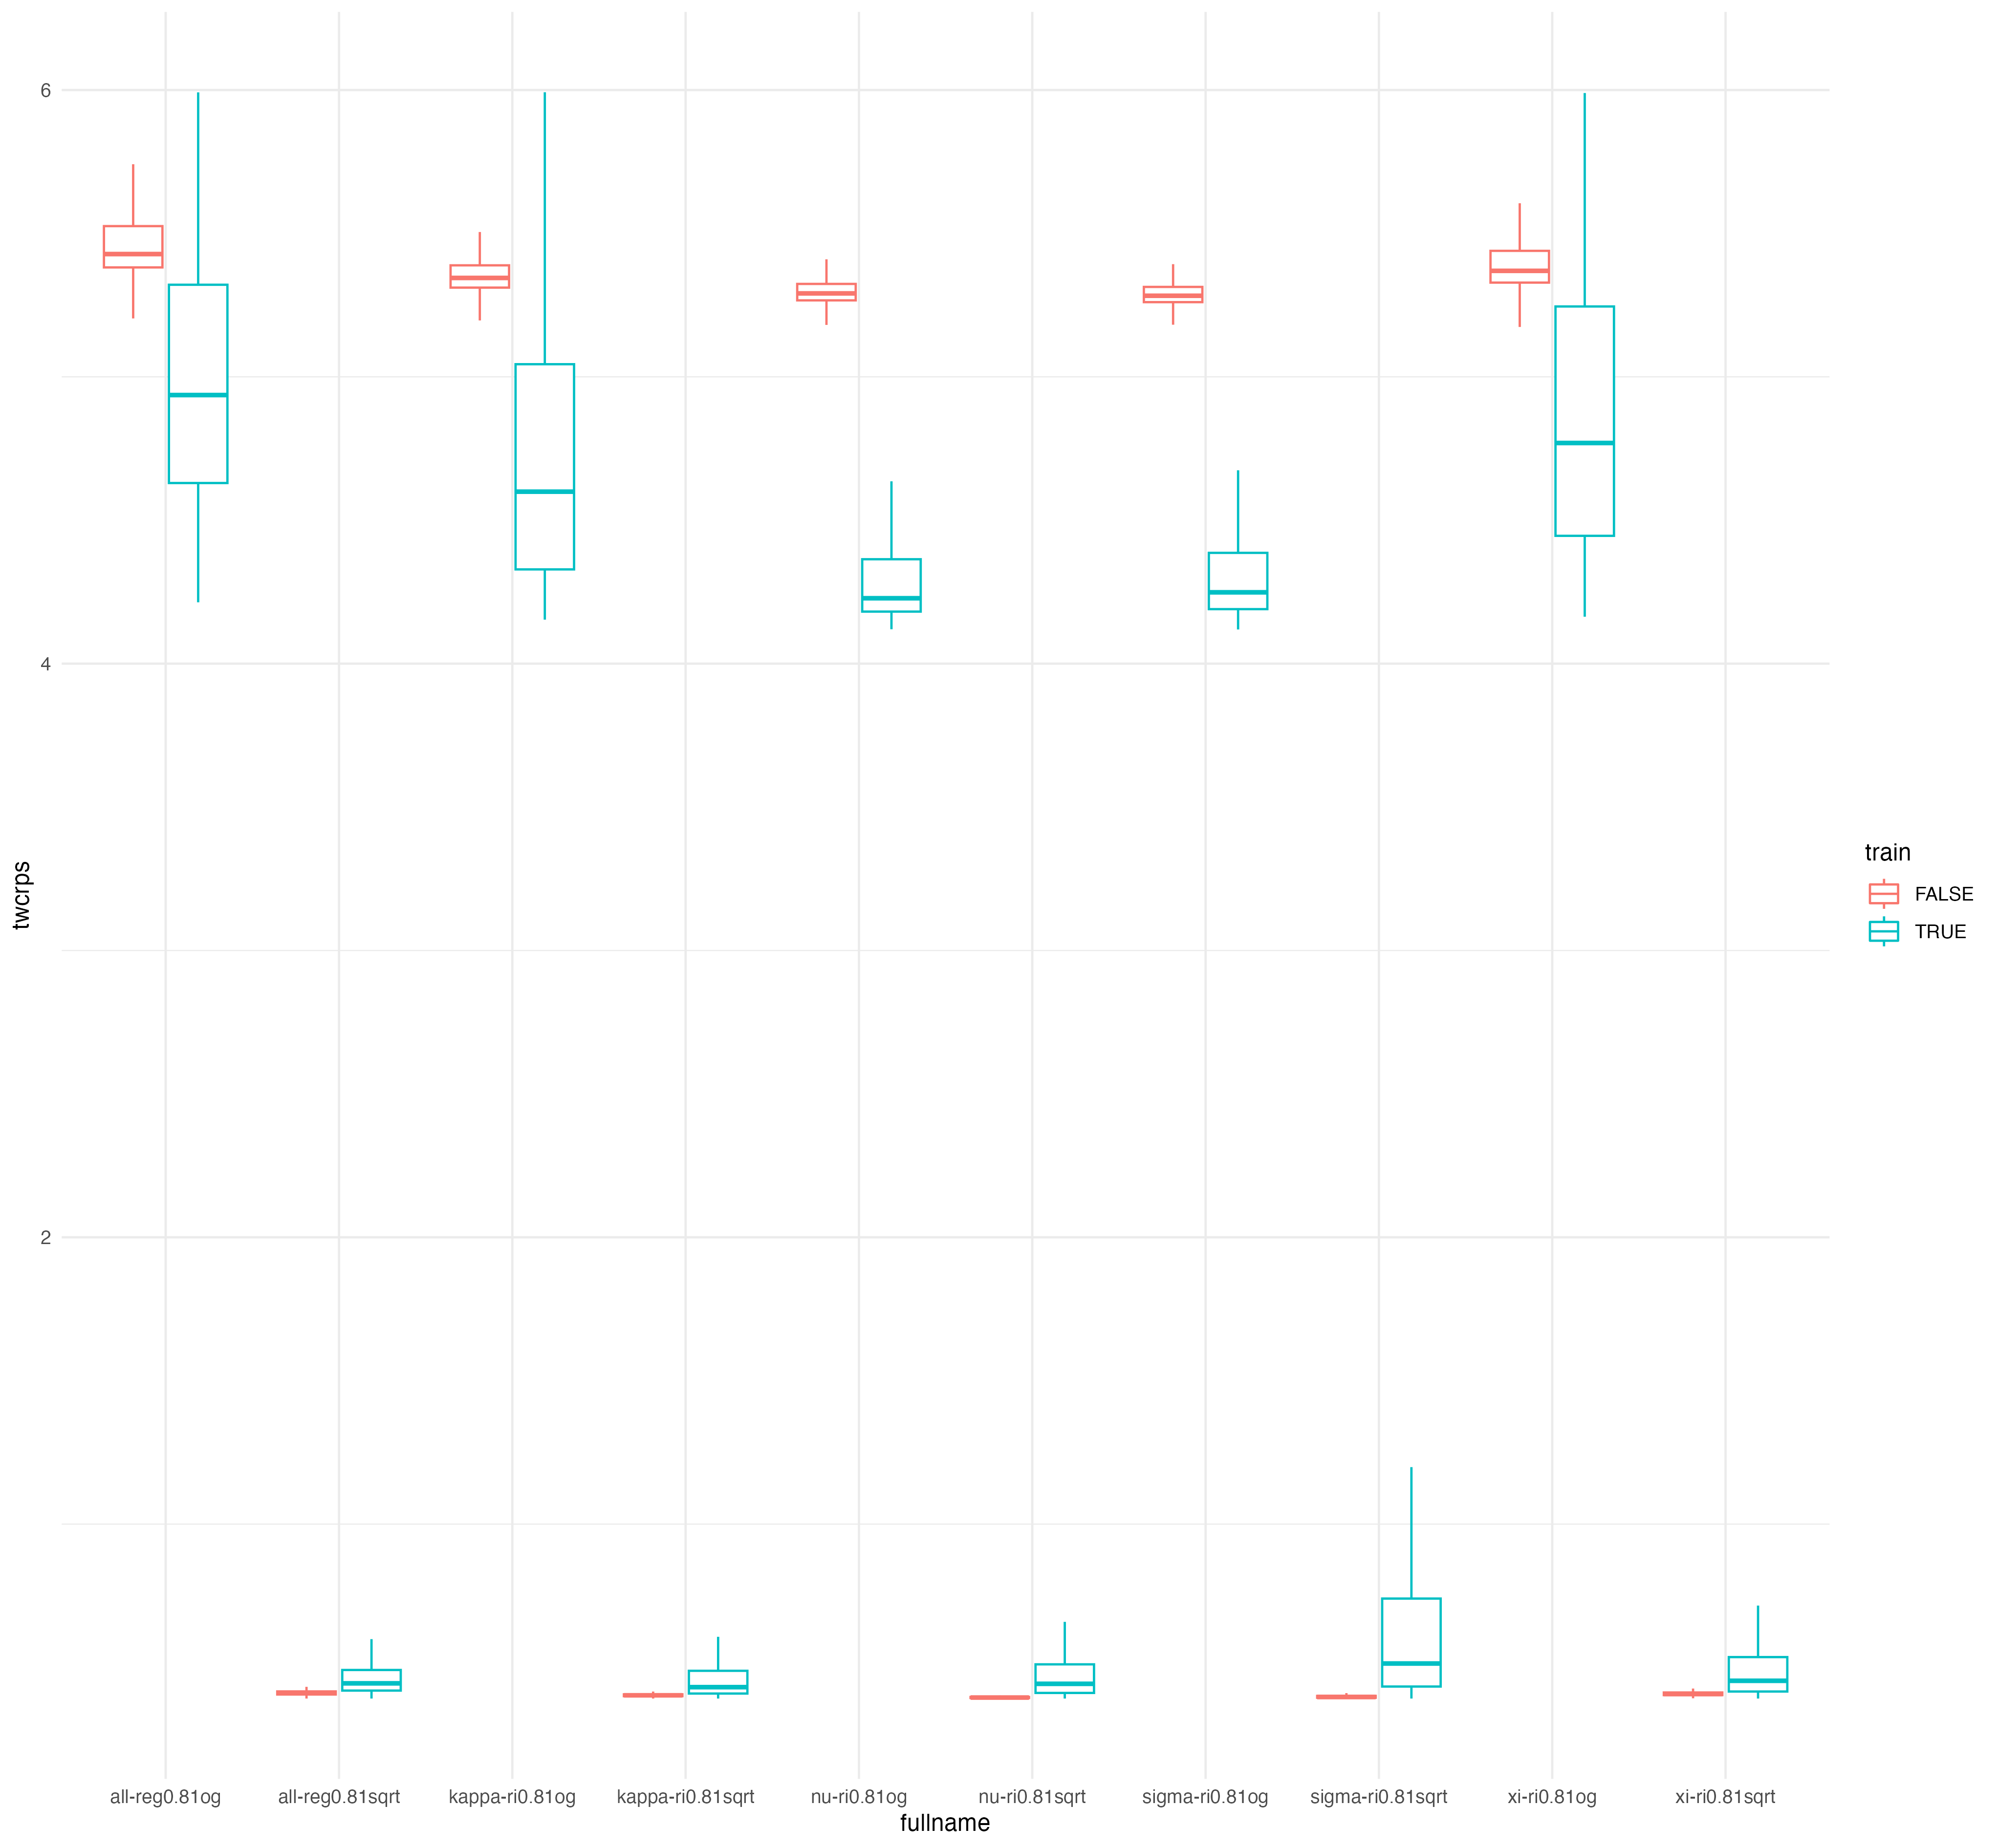 6
4
2
twcrps
all-reg0.81og
all-reg0.81sqrt
kappa-ri0.81og
kappa-ri0.81sqrt
nu-ri0.81og
nu-ri0.81sqrt
sigma-ri0.81og
sigma-ri0.81sqrt
xi-ri0.81og
xi-ri0.81sqrt
fullname
train
FALSE
TRUE